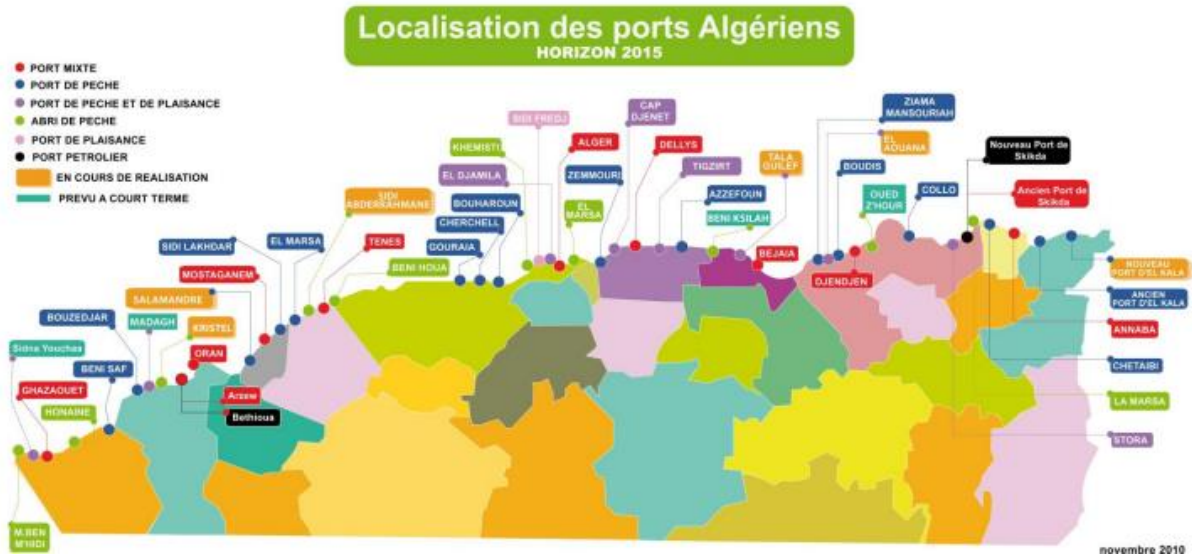 Localisation des ports Algériens
HORIZON 2015
PORT MIXTE
PORT DE PECHE
PORT DE PECHE ET DE PLAISANCE
ABRI DE PECHE
PORT DE PLAISANCE
PORT PETROLIER
EN COURS DE REALISATION
PREVU A COURT TERME
M.BEN
M'HIDI
Sidna Youchaa
GHAZAOUET
HONAINE
BENI SAF
BOUZEDJAR
MADAGH
KRISTEL
ORAN
Arzew
Bethioua
SALAMANDRE
MOSTAGANEM
SIDI LAKHDAR
EL MARSA
SIDI
ABDERRAHMANE
TENES
BENI HOUA
GOURAIA
CHERCHELL
BOUHAROUN
EL DJAMILA
KHEMISTI
SIDI FREDJ
ALGER
EL
MARSA
ZEMMOURI
CAP
DJENET
DELLYS
TIGZIRT
AZZEFOUN
BENI KSILAH
TALA
GUILEF
BEJAIA
ZIAMA
MANSOURIAH
EL
AOUANA
BOUDIS
DJENDJEN
OUED
Z'HOUR
COLLO
Nouveau Port de
Skikda
Ancien Port de
Skikda
NOUVEAU
PORT D'EL KALA
ANCIEN
PORT D'EL KALA
ANNABA
CHETAIBI
LA MARSA
STORA
novembre 2010